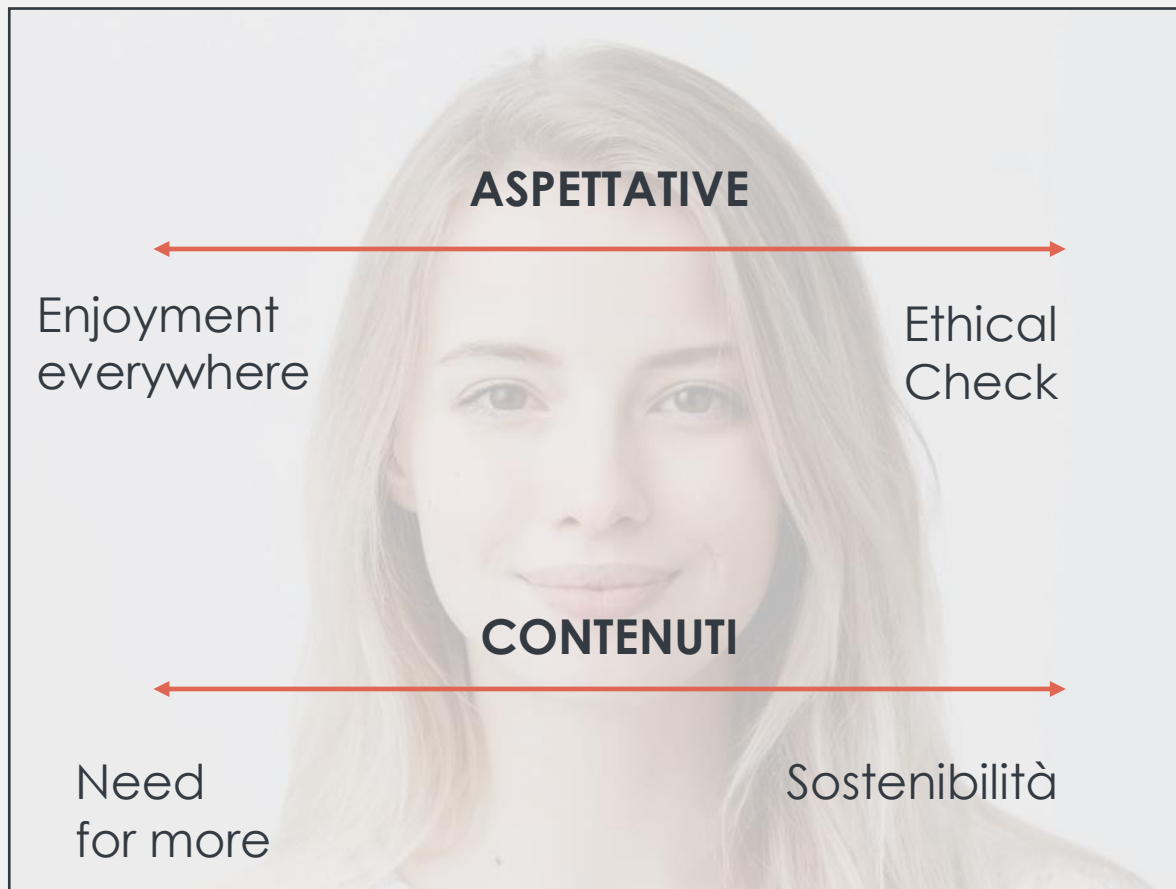 ASPETTATIVE
Enjoyment
everywhere
Ethical
Check
CONTENUTI
Need
for more
Sostenibilità